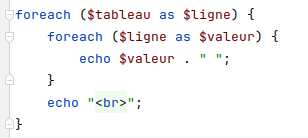 foreach ($tableau as $ligne) {
    foreach ($ligne as $valeur) {
        echo $valeur . " ";
    }
    echo "<br>";
}